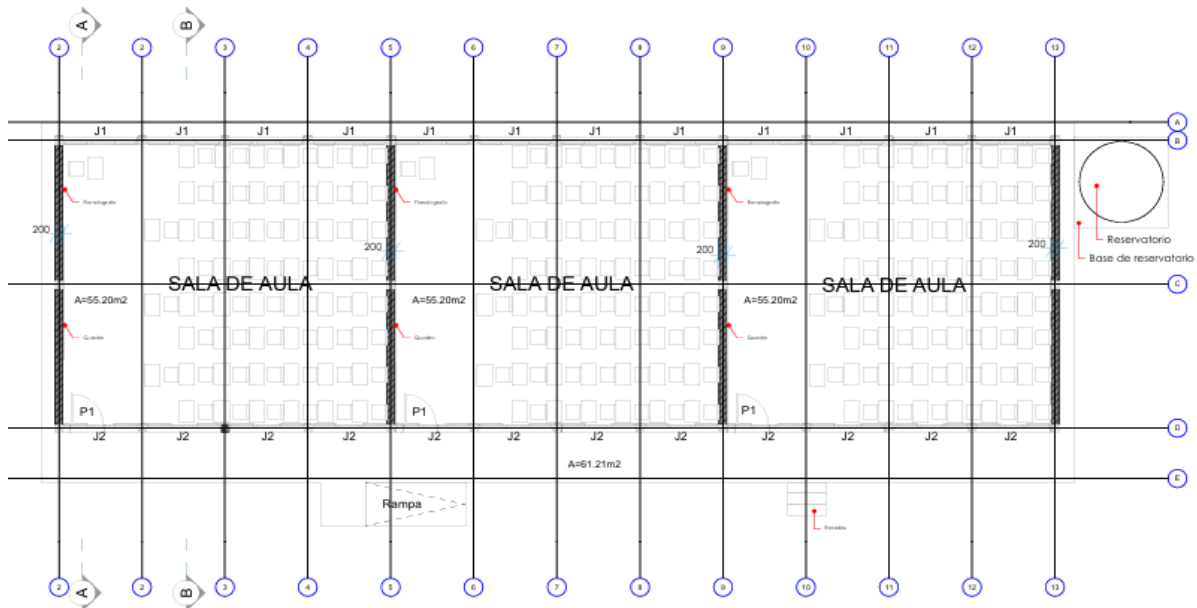 A B
2 2 3 4 5 6 7 8 9 10 11 12 13
A
J1 J1 J1 J1 J1 J1 J1 J1 J1 J1 J1 J1
B
200 200 200 200
Reservatorio
Base de reservatorio
SALA DE AULA SALA DE AULA SALA DE AULA
C
A=55.20m2 A=55.20m2 A=55.20m2
Quadro Quadro Quadro
P1 P1 P1
D
J2 J2 J2 J2 J2 J2 J2 J2 J2 J2 J2 J2
A=61.21m2
E
Rampa
2 2 3 4 5 6 7 8 9 10 11 12 13
A B